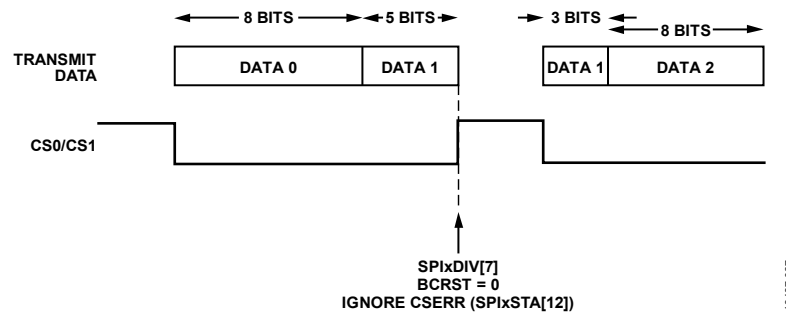 8 BITS 5 BITS 3 BITS
8 BITS
TRANSMIT
DATA
DATA 0 DATA 1 DATA 1 DATA 2
CS0/CS1
SPIxDIV[7]
BCRST = 0
IGNORE CSERR (SPIxSTA[12])